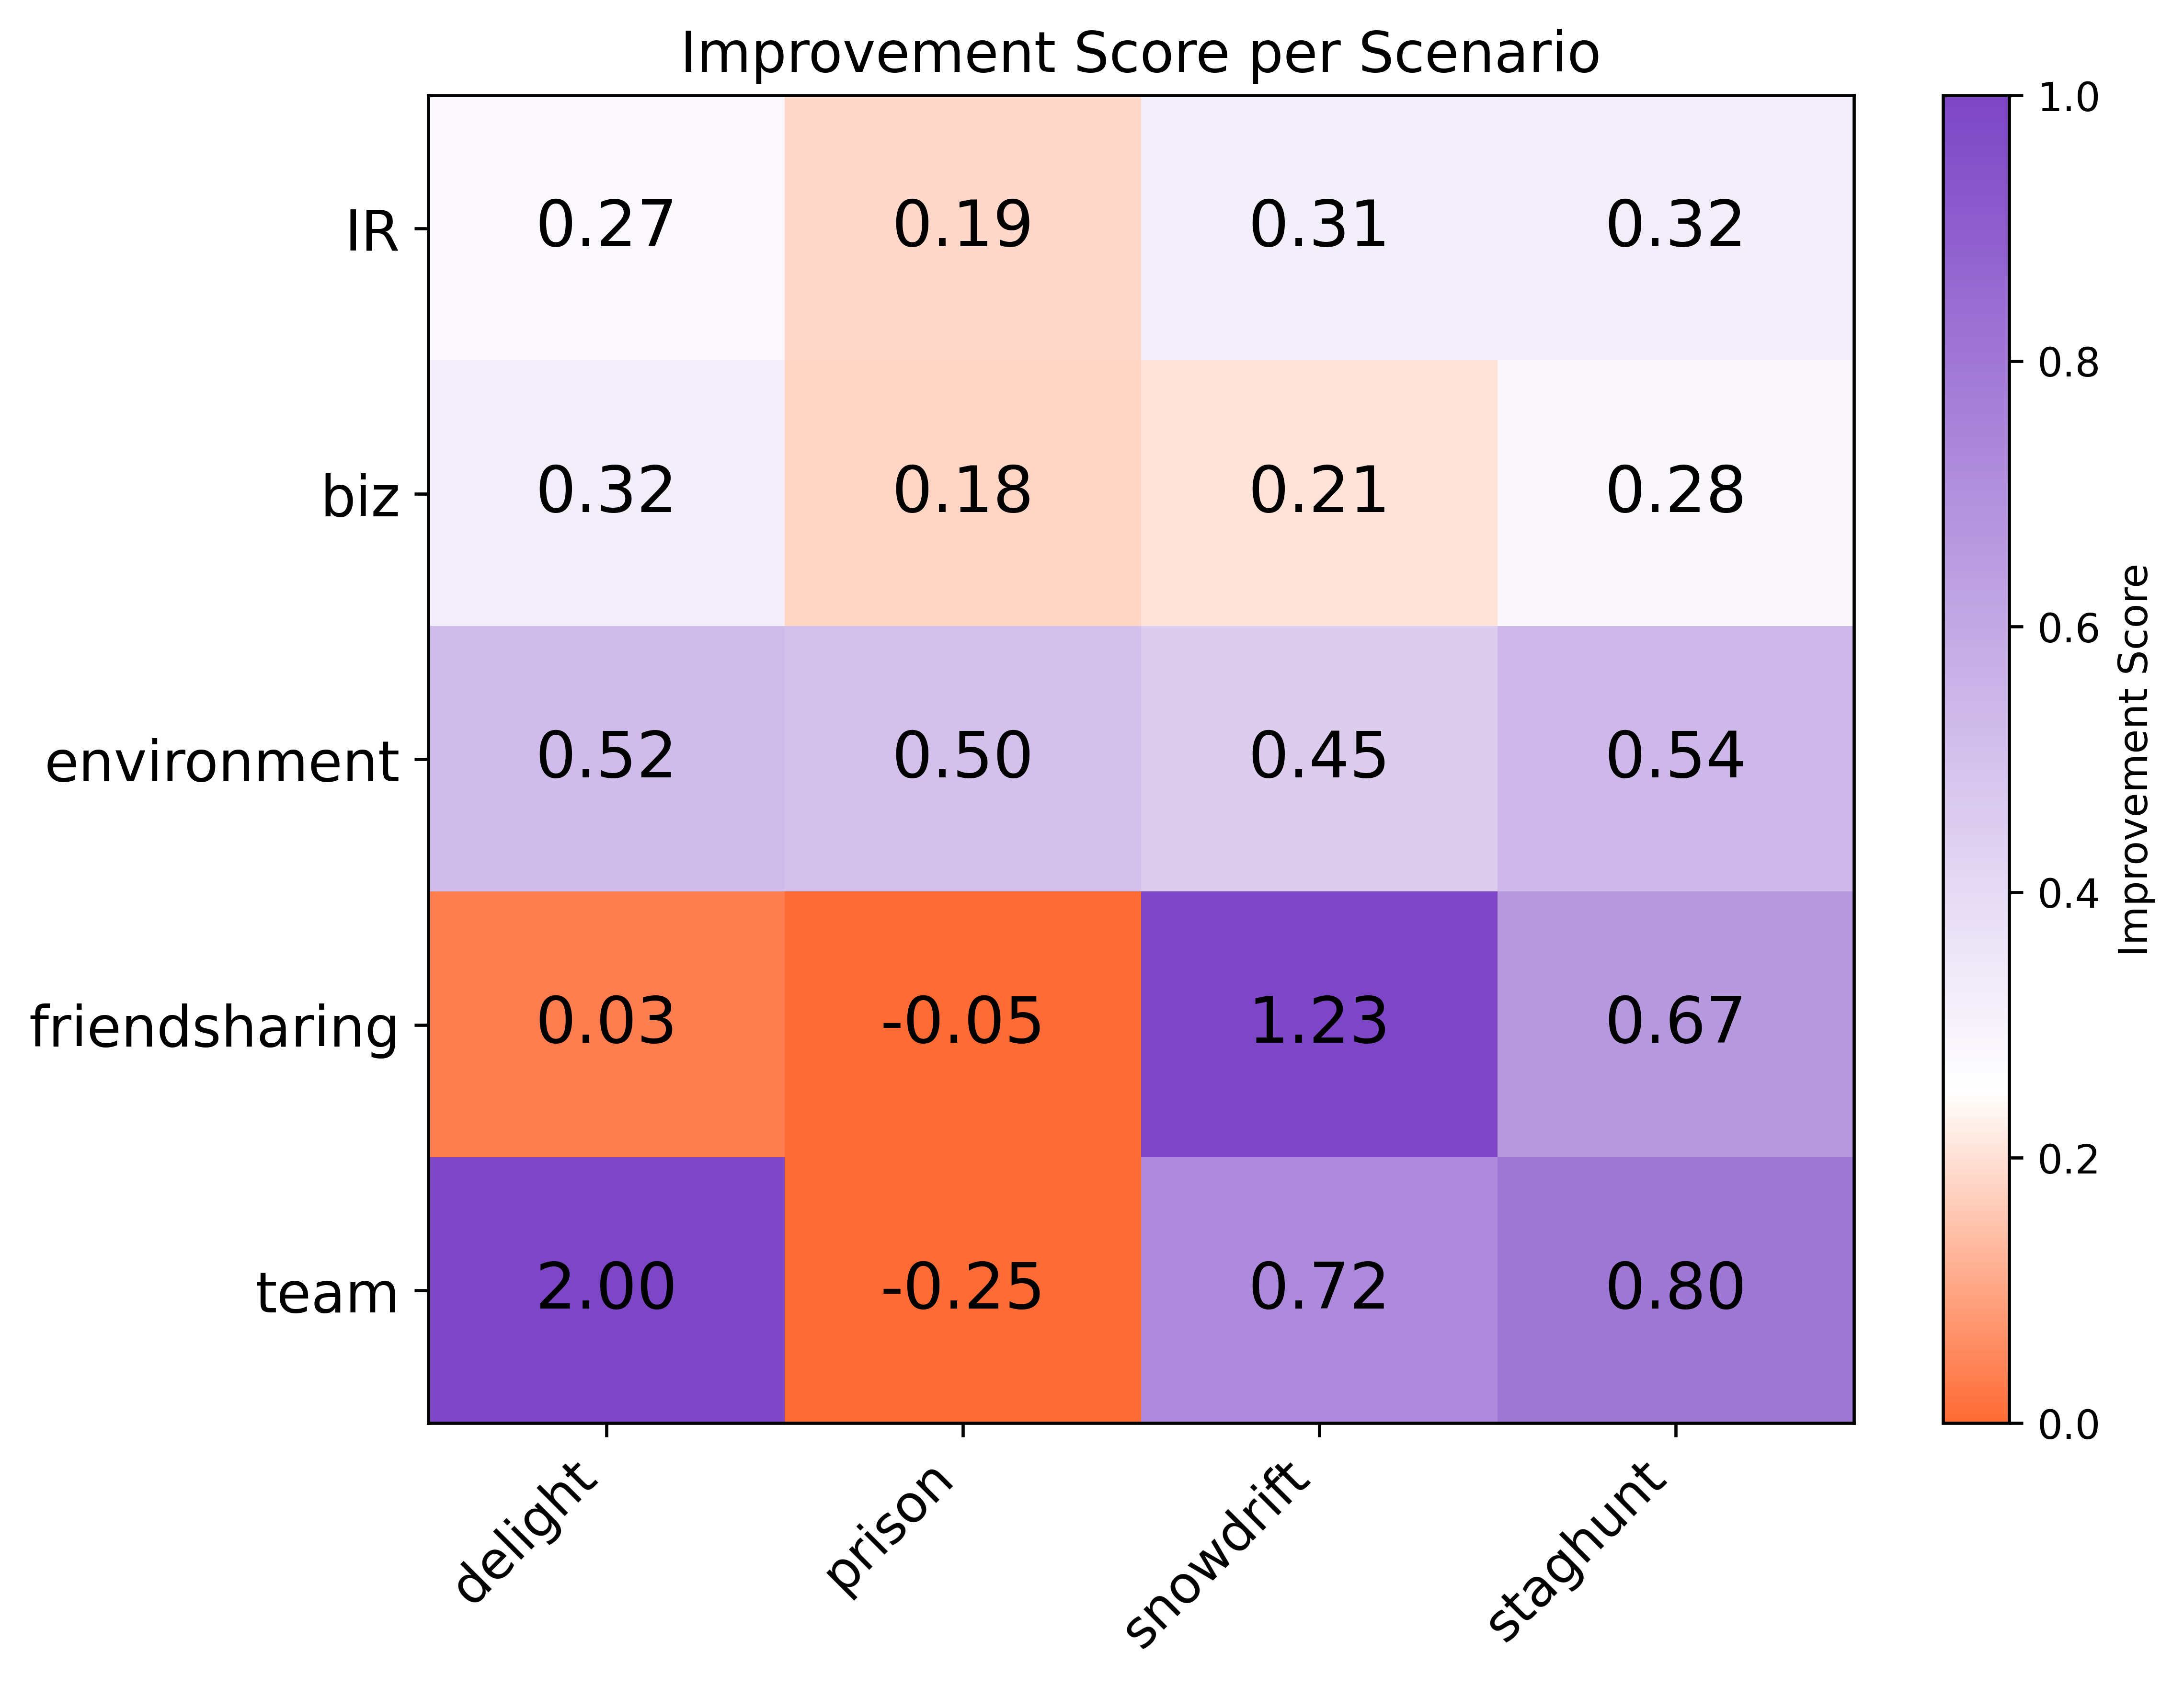 Improvement Score per Scenario
IR 0.27 0.19 0.31 0.32
biz 0.32 0.18 0.21 0.28
environment 0.52 0.50 0.45 0.54
friendsharing 0.03 -0.05 1.23 0.67
team 2.00 -0.25 0.72 0.80
delight prison snowdrift staghunt
1.0
0.8
0.6
0.4
0.2
0.0
Improvement Score